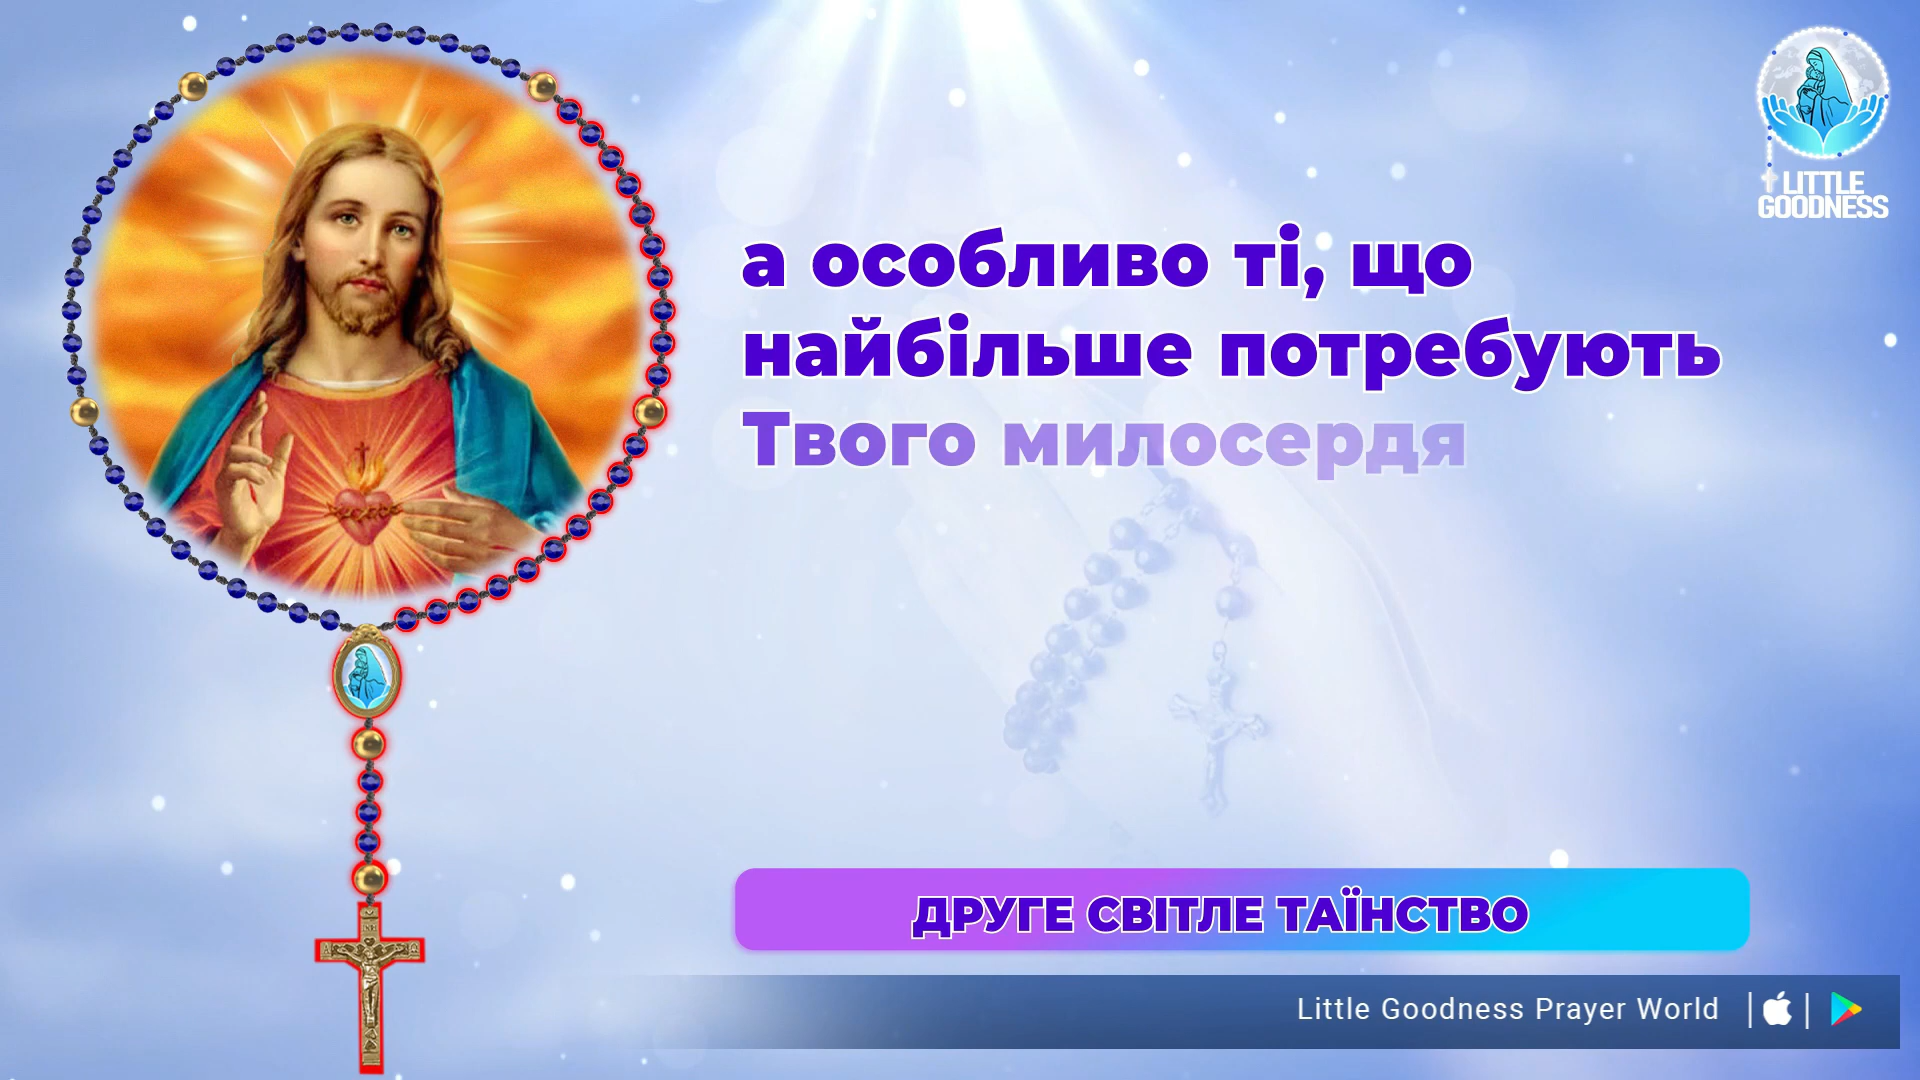 LITTLE
GOODNESS
а особливо ті, що
найбільше потребують
Твого милосердя
ДРУГЕ СВІТЛЕ ТАЇНСТВО
Little Goodness Prayer World